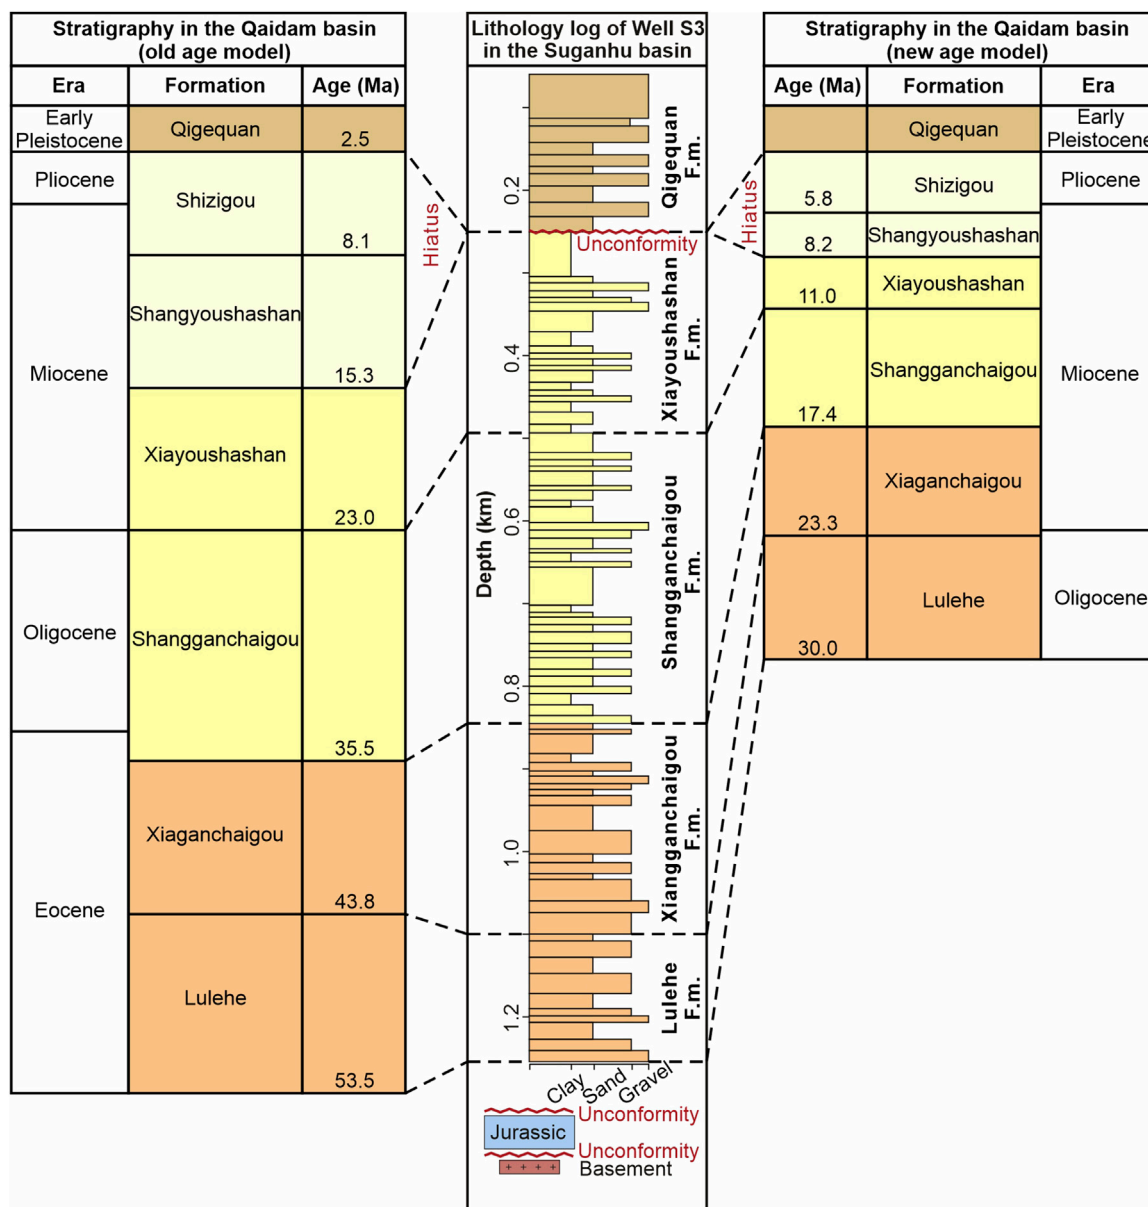 Stratigraphy in the Qaidam basin
(old age model)
Era
Formation
Age (Ma)
Early
Pleistocene
Qigequan
2.5
Pliocene
Shizigou
8.1
Miocene
Shangyoushashan
15.3
Xiayoushashan
23.0
Oligocene
Shangganchaigou
35.5
Eocene
Xiaganchaigou
43.8
Lulehe
53.5
Hiatus
Lithology log of Well S3
in the Suganhu basin
Depth (km)
0.2
0.4
0.6
0.8
1.0
1.2
Qigequan
F.m.
Unconformity
Xiayoushashan
F.m.
Shangganchaigou
F.m.
Xiangganchaigou
F.m.
Lulehe
F.m.
Clay
Sand
Gravel
Unconformity
Jurassic
Unconformity
Basement
Stratigraphy in the Qaidam basin
(new age model)
Age (Ma)
Formation
Era
Hiatus
Qigequan
Early
Pleistocene
5.8
Shizigou
Pliocene
8.2
Shangyoushashan
11.0
Xiayoushashan
17.4
Shangganchaigou
Miocene
23.3
Xiaganchaigou
30.0
Lulehe
Oligocene